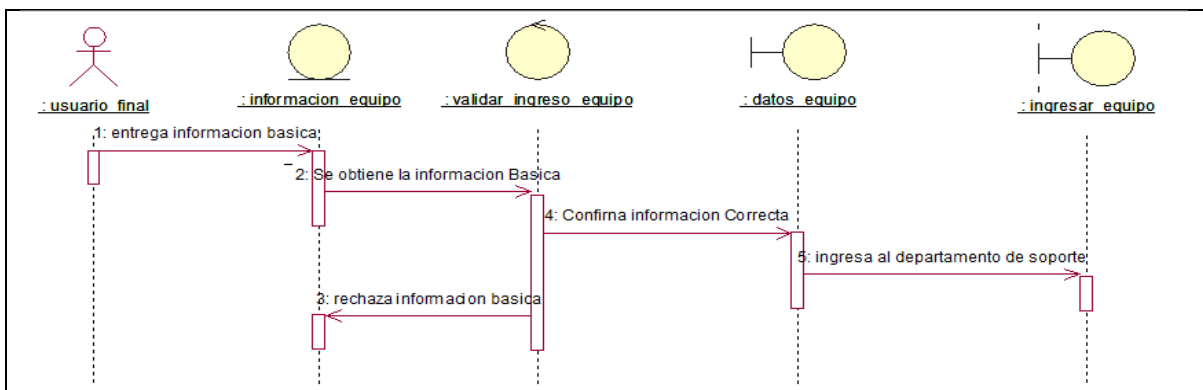 : usuario_final
: informacion_equipo
: validar_ingreso_equipo
: datos_equipo
: ingresar_equipo
1: entrega informacion basica
2: Se obtiene la informacion Basica
4: Confirna informacion Correcta
5: ingresa al departamento de soporte
3: rechaza informacion basica